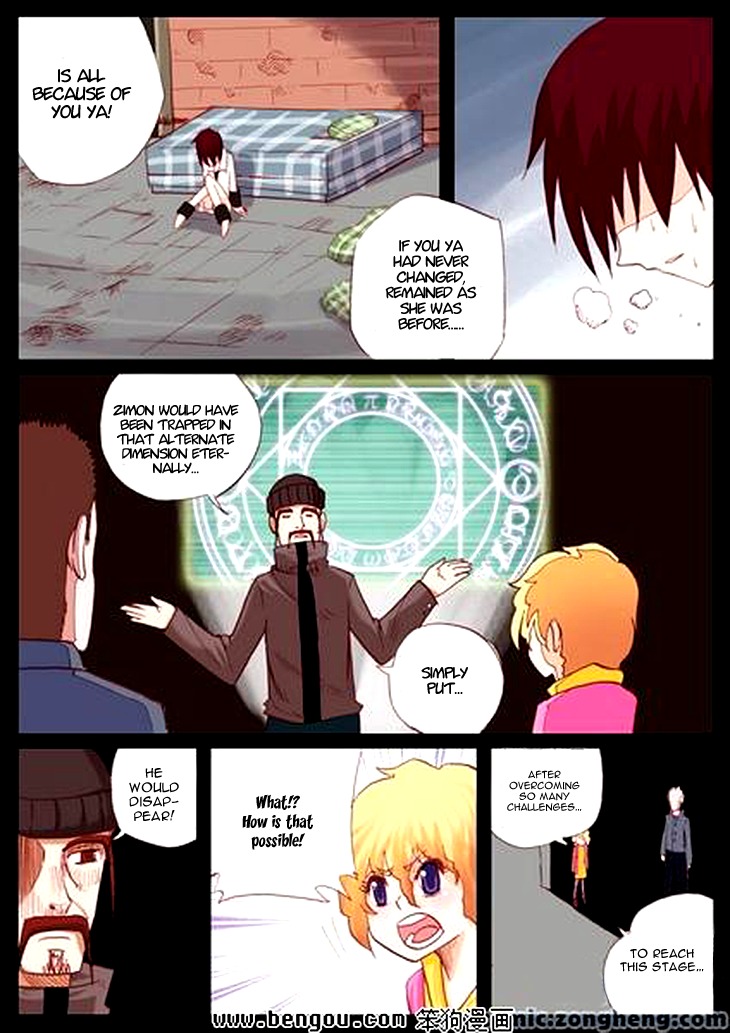 IS ALL
BECAUSE OF
YOU YA!
IF YOU YA
HAD NEVER
CHANGED,
REMAINED AS
SHE WAS
BEFORE......
ZIMON WOULD HAVE
BEEN TRAPPED IN
THAT ALTERNATE
DIMENSION ETER-
NALLY...
SIMPLY
PUT...
HE
WOULD
DISAP-
PEAR!
What!?
How is that
possible!
AFTER
OVERCOMING
SO MANY
CHALLENGES...
TO REACH
THIS STAGE...
www.bengou.com 笨狗漫画
nic.zongheng.com